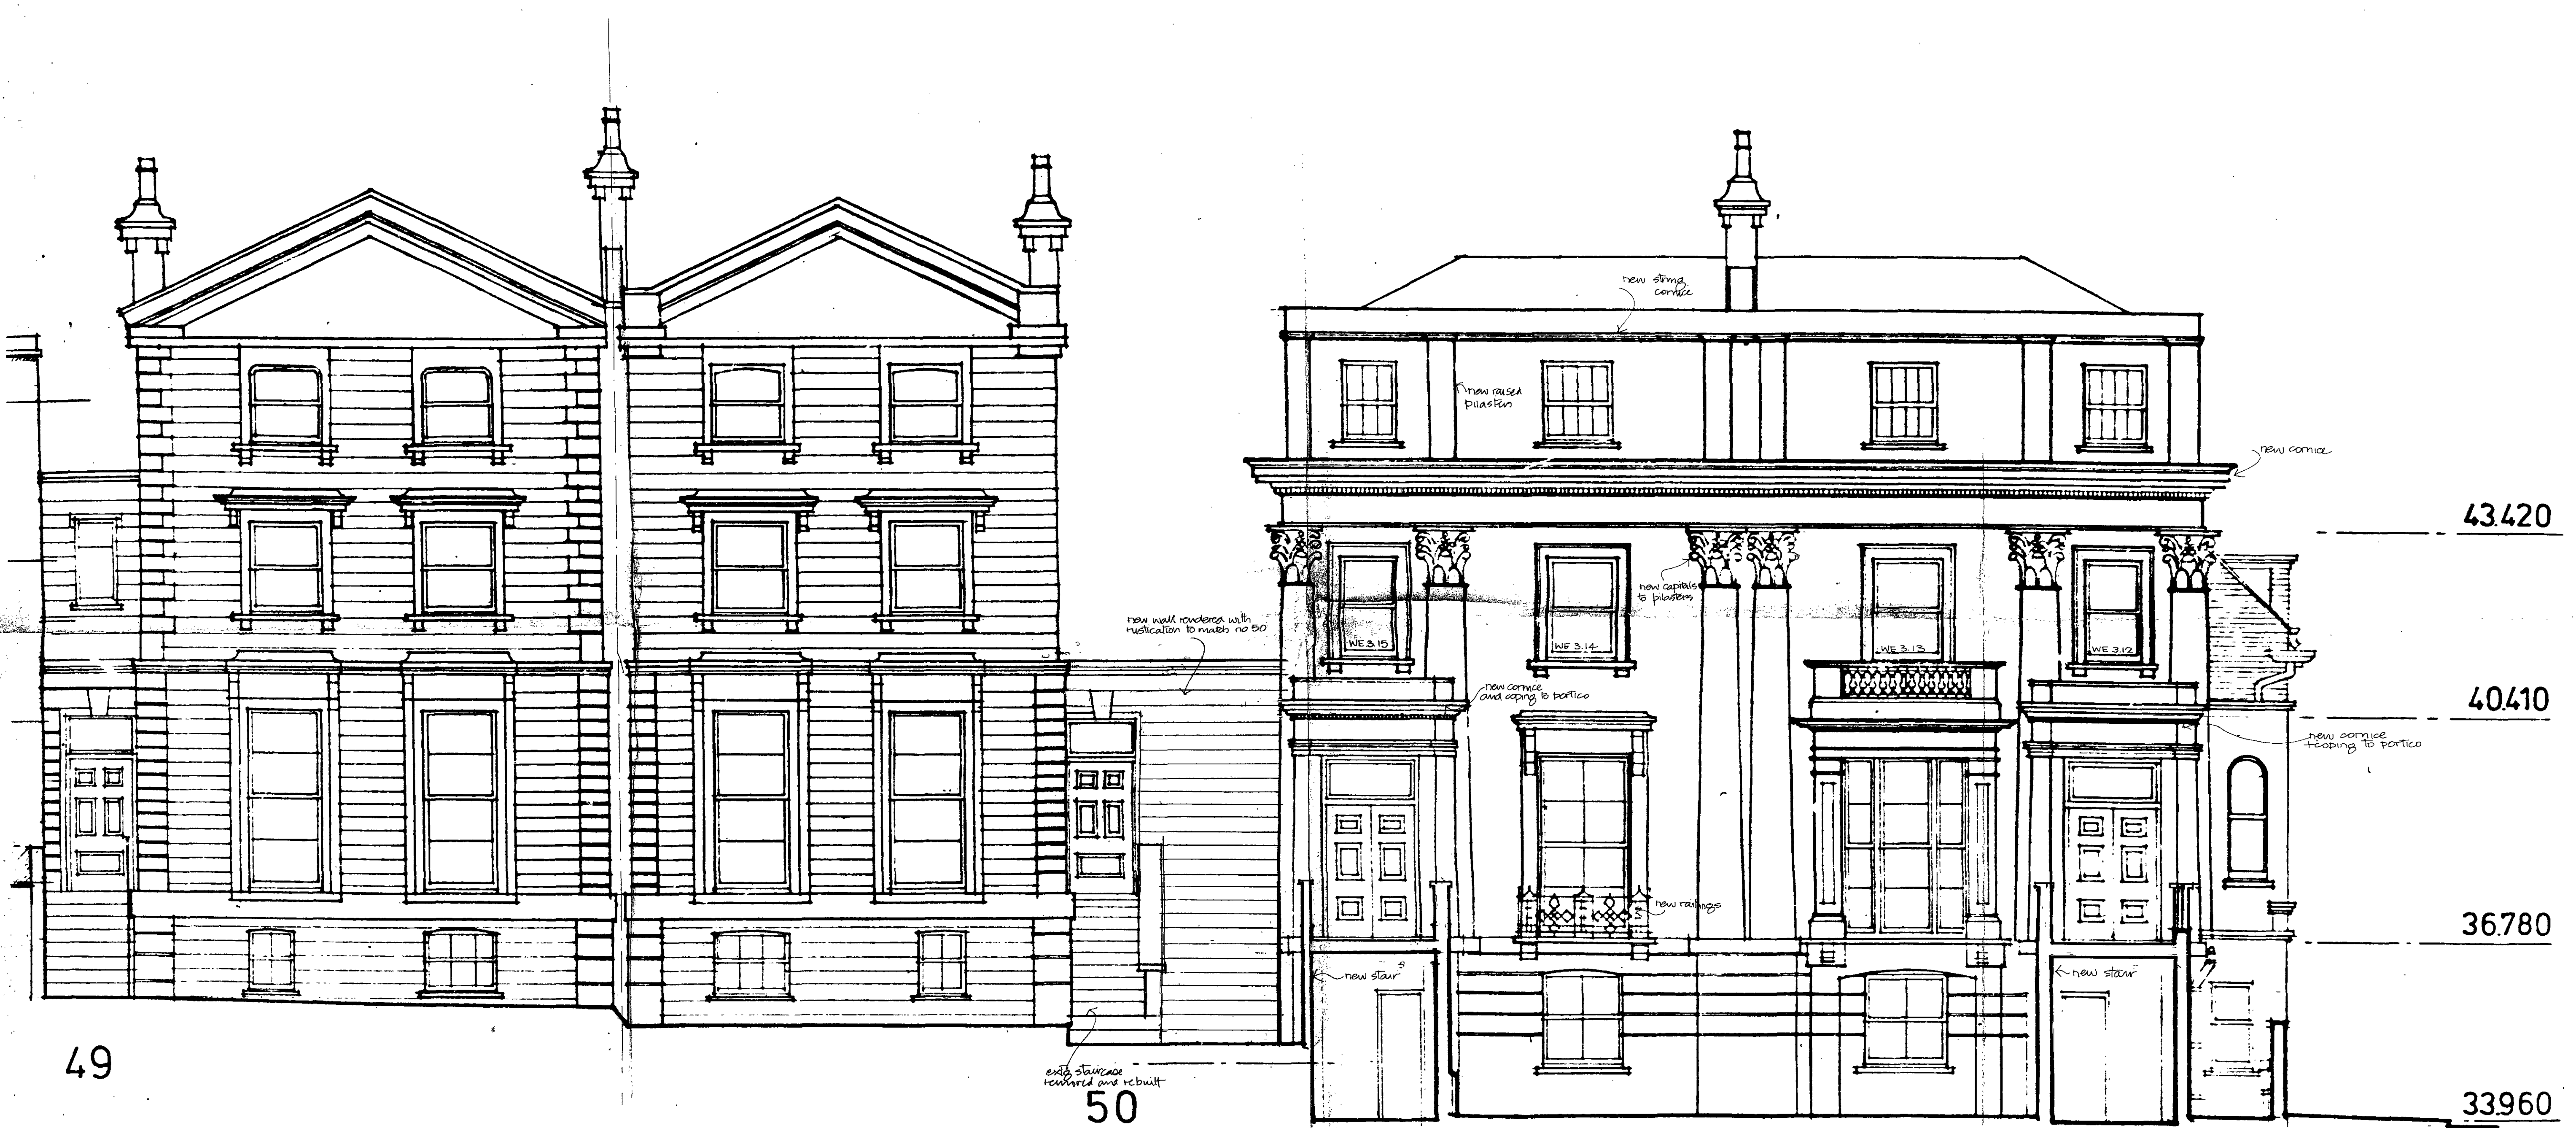 new string
cornice
new raised
pilasters
new cornice
43.420
new capitals
to pilasters
new wall rendered with
rustication to match no 50
WE 3.15
WE 3.14
WE 3.13
WE 3.12
new cornice
and coping to portico
40.410
new cornice
+coping to portico
new railings
36.780
new stair
new stair
49
extg staircase
removed and rebuilt
50
33.960